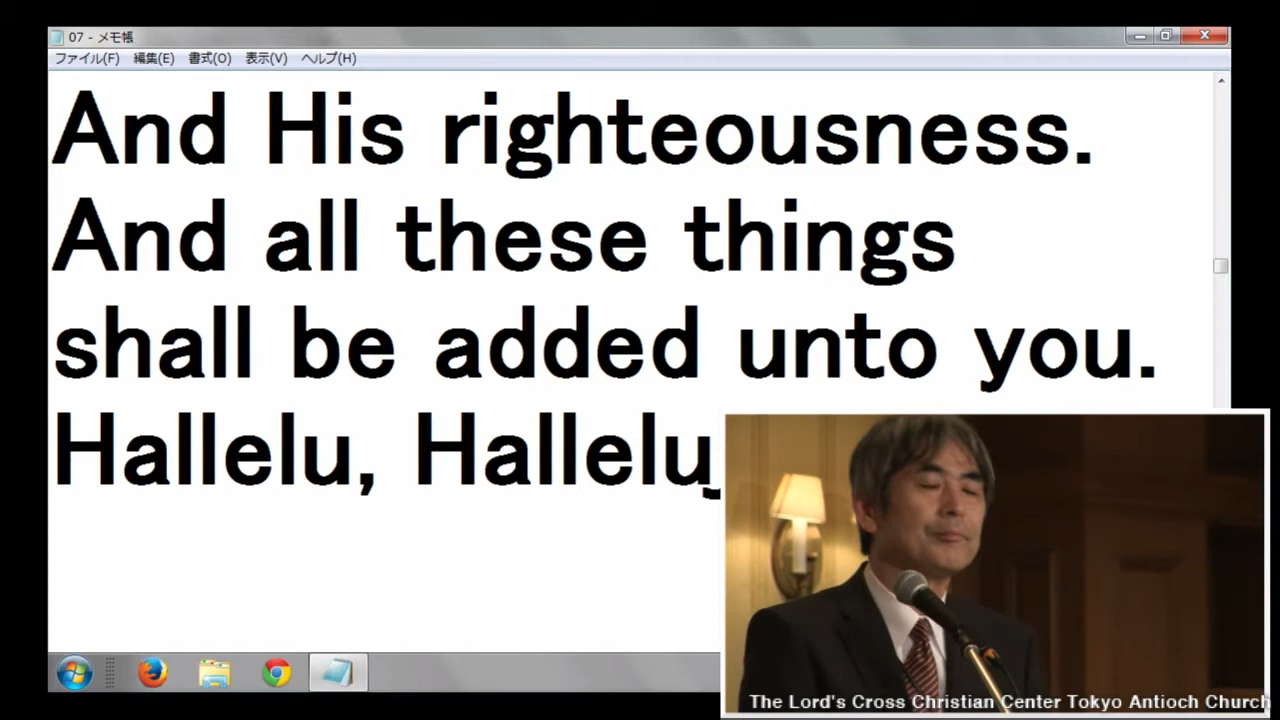 07 - メモ帳
ファイル(F) 編集(E) 書式(O) 表示(V) ヘルプ(H)
And His righteousness.
And all these things
shall be added unto you.
Hallelu, Halleluj
The Lord's Cross Christian Center Tokyo Antioch Church